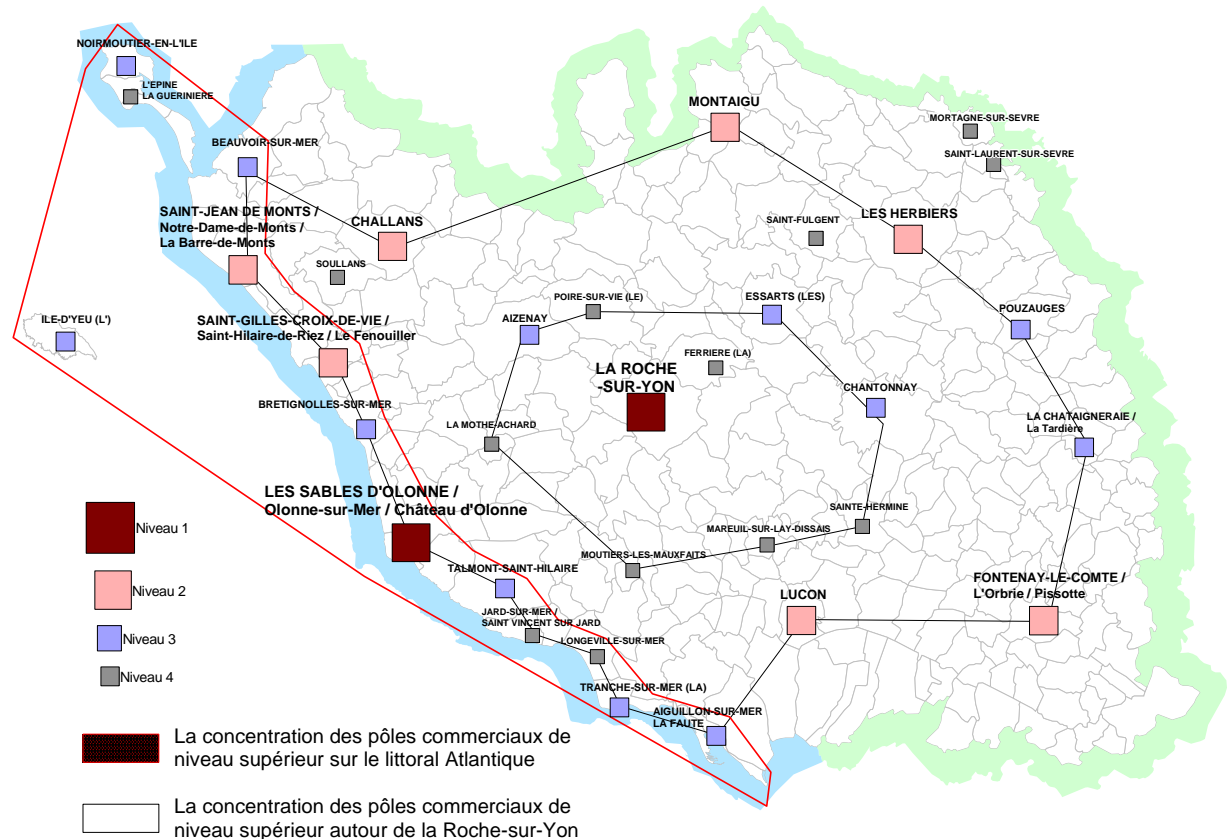 NOIRMOUTIER-EN-L'ILE
L'EPINE
LA GUERINIERE
BEAUVOIR-SUR-MER
MONTAIGU
MORTAGNE-SUR-SEVRE
SAINT-LAURENT-SUR-SEVRE
SAINT-JEAN DE MONTS /
Notre-Dame-de-Monts /
La Barre-de-Monts
CHALLANS
SAINT-FULGENT
LES HERBIERS
SOULLANS
ILE-D'YEU (L')
SAINT-GILLES-CROIX-DE-VIE /
Saint-Hilaire-de-Riez / Le Fenouiller
AIZENAY
POIRE-SUR-VIE (LE)
ESSARTS (LES)
POUZAUGES
LA ROCHE
-SUR-YON
FERRIERE (LA)
CHANTONNAY
BRETIGNOLLES-SUR-MER
LA MOTHE-ACHARD
LA CHATAIGNERAIE /
La Tardière
LES SABLES D'OLONNE /
Olonne-sur-Mer / Château d'Olonne
SAINTE-HERMINE
MAREUIL-SUR-LAY-DISSAIS
MOUTIERS-LES-MAUXFAITS
TALMONT-SAINT-HILAIRE
LUCON
FONTENAY-LE-COMTE /
L'Orbrie / Pissotte
JARD-SUR-MER /
SAINT VINCENT SUR JARD
LONGEVILLE-SUR-MER
TRANCHE-SUR-MER (LA)
AIGUILLON-SUR-MER
LA FAUTE
Niveau 1
Niveau 2
Niveau 3
Niveau 4
La concentration des pôles commerciaux de
niveau supérieur sur le littoral Atlantique
La concentration des pôles commerciaux de
niveau supérieur autour de la Roche-sur-Yon